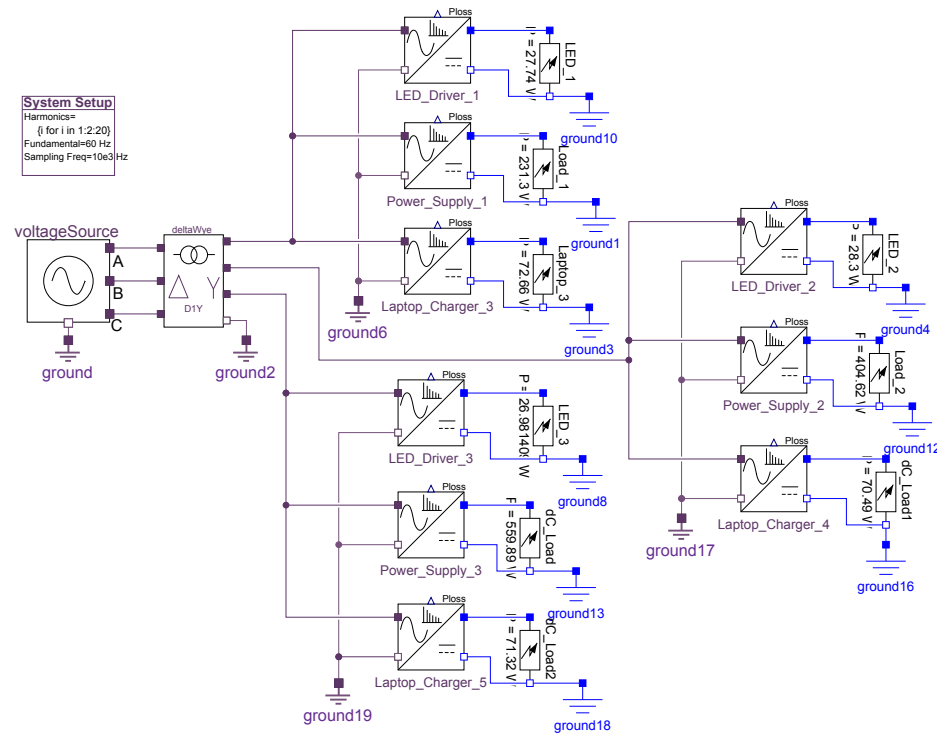 System Setup
Harmonics=
{i for i in 1:2:20}
Fundamental=60 Hz
Sampling Freq=10e3 Hz
voltageSource
A
B
C
ground
deltaWye
D1Y
ground2
Ploss
LED_Driver_1
P = 27.74 W
LED_1
ground10
Ploss
Power_Supply_1
P = 231.3 W
Load_1
ground1
Ploss
Laptop_Charger_3
P = 72.66 W
Laptop_3
ground3
ground6
Ploss
LED_Driver_2
P = 28.3 W
LED_2
ground4
Ploss
Power_Supply_2
P = 404.62 W
Load_2
ground12
Ploss
Laptop_Charger_4
P = 70.49 W
dC_Load1
ground16
ground17
Ploss
LED_Driver_3
P = 26.981409 W
LED_3
ground8
Ploss
Power_Supply_3
P = 559.89 W
dC_Load
ground13
Ploss
Laptop_Charger_5
P = 71.32 W
dC_Load2
ground18
ground19